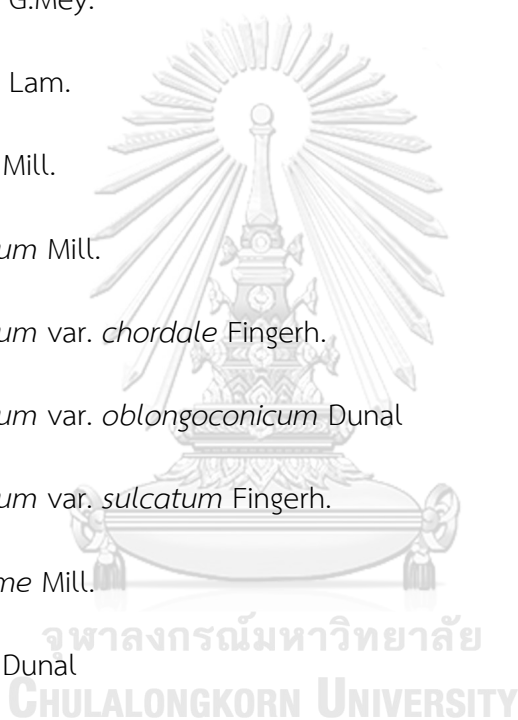 G.Mey.
Lam.
Mill.
um Mill.
um var. chordale Fingerh.
um var. oblongoconicum Dunal
um var. sulcatum Fingerh.
me Mill.
จุฬาลงกรณ์มหาวิทยาลัย
Dunal
CHULALONGKORN UNIVERSITY